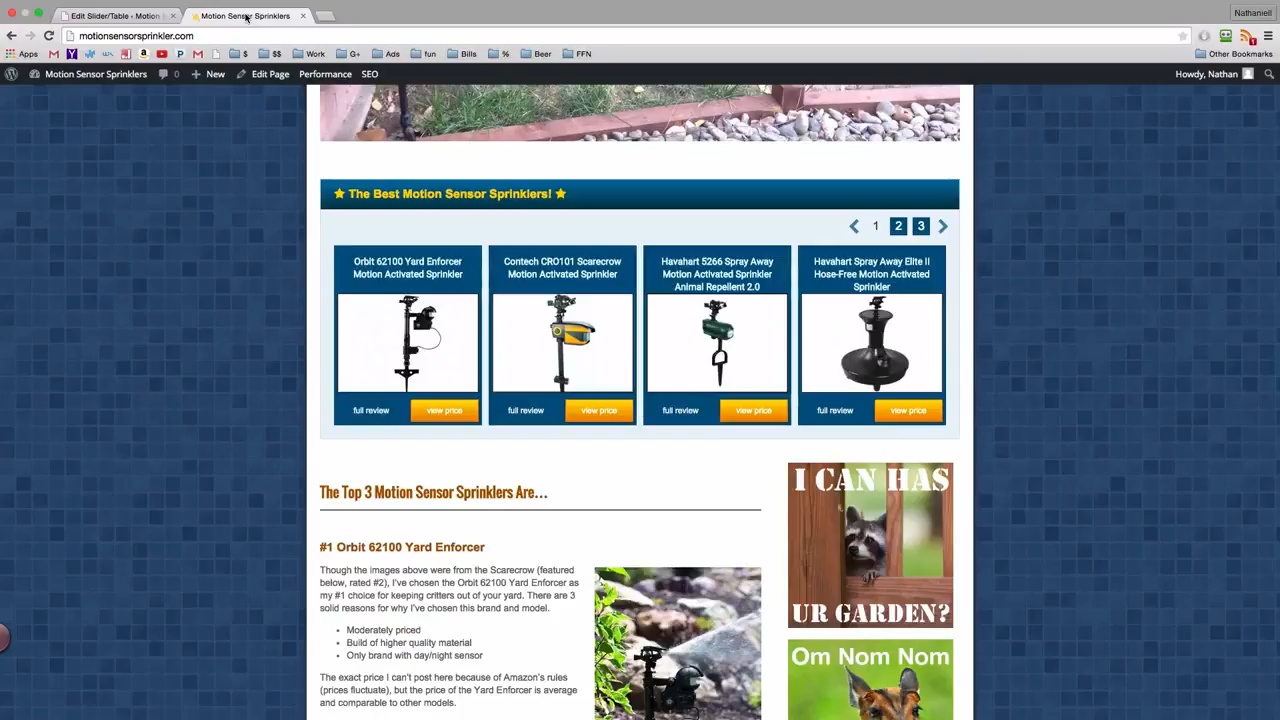 Edit Slider/Table ‹ Motion
Motion Sensor Sprinklers
Nathaniell
motionsensorsprinkler.com
Apps
$
$$
Work
G+
Ads
fun
Bills
%
Beer
FFN
Other Bookmarks
Motion Sensor Sprinklers
0
New
Edit Page
Performance
SEO
Howdy, Nathan
The Best Motion Sensor Sprinklers!
1 2 3
Orbit 62100 Yard Enforcer
Motion Activated Sprinkler
full review
view price
Contech CRO101 Scarecrow
Motion Activated Sprinkler
full review
view price
Havahart 5266 Spray Away
Motion Activated Sprinkler
Animal Repellent 2.0
full review
view price
Havahart Spray Away Elite II
Hose-Free Motion Activated
Sprinkler
full review
view price
The Top 3 Motion Sensor Sprinklers Are…
#1 Orbit 62100 Yard Enforcer
Though the images above were from the Scarecrow (featured
below, rated #2), I've chosen the Orbit 62100 Yard Enforcer as
my #1 choice for keeping critters out of your yard. There are 3
solid reasons for why I've chosen this brand and model.
• Moderately priced
• Build of higher quality material
• Only brand with day/night sensor
The exact price I can't post here because of Amazon's rules
(prices fluctuate), but the price of the Yard Enforcer is average
and comparable to other models.
I CAN HAS
UR GARDEN?
Om Nom Nom